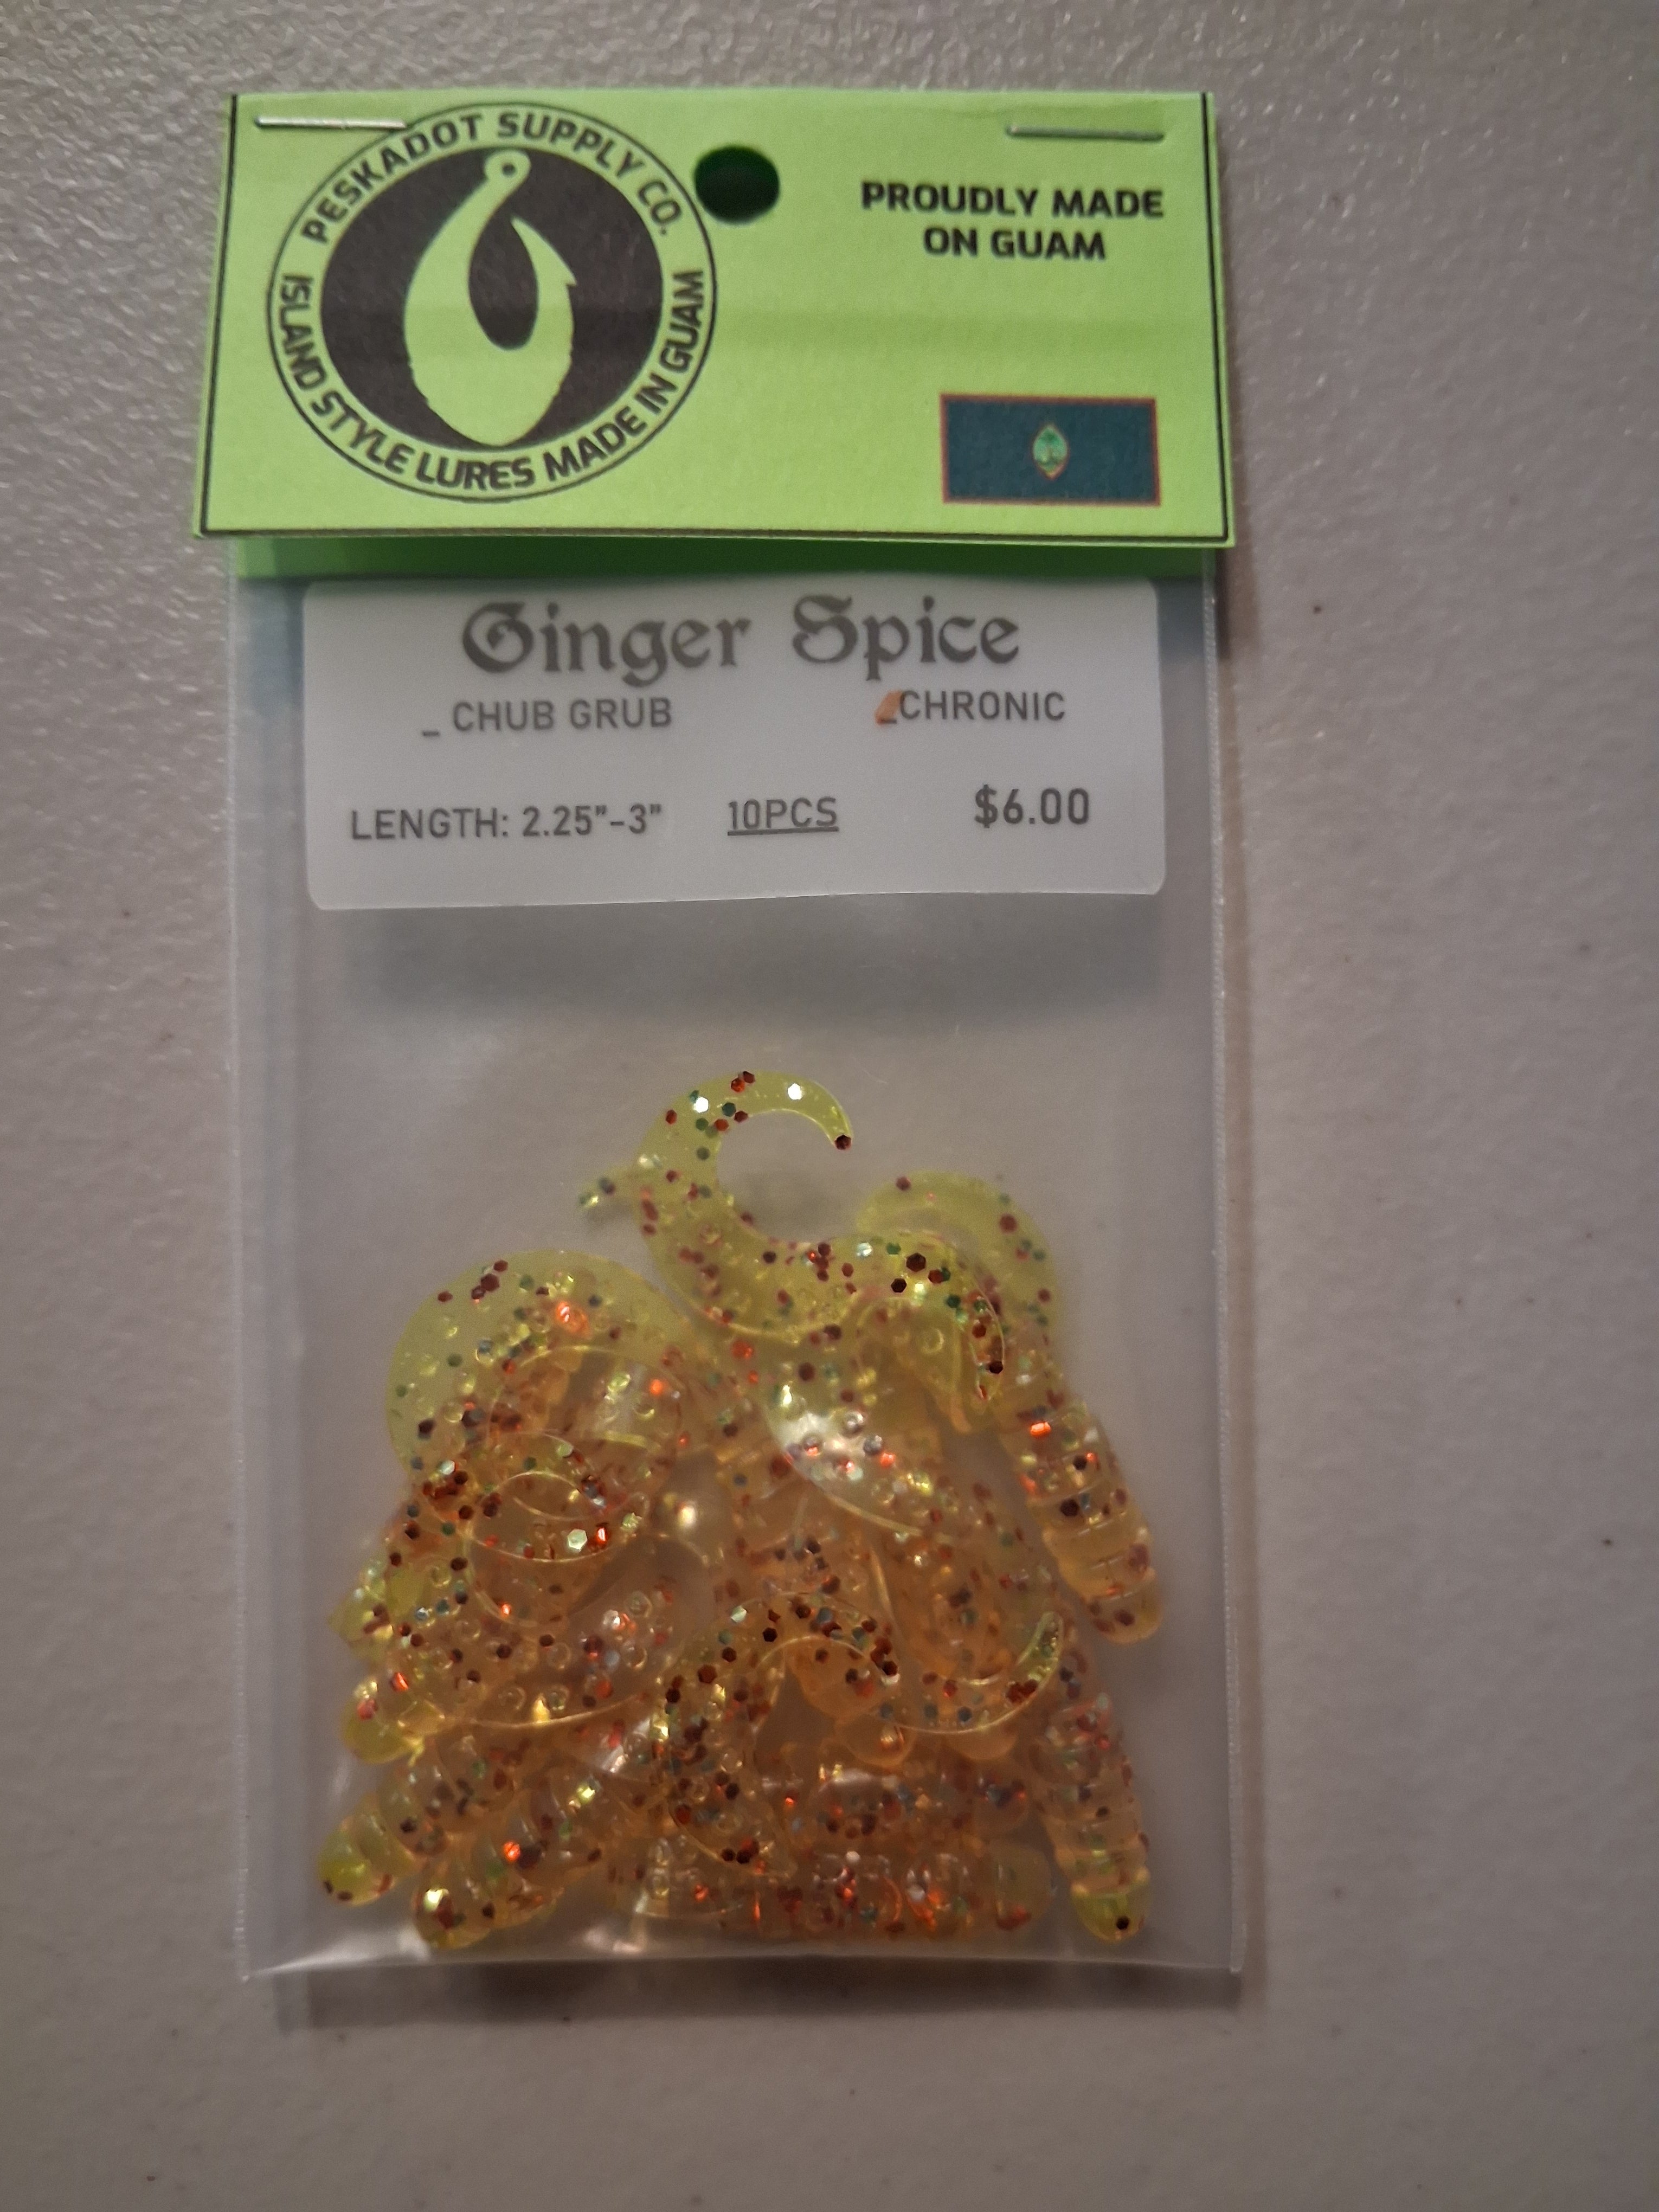 PESKADOT SUPPLY CO.
ISLAND STYLE LURES MADE IN GUAM
PROUDLY MADE
ON GUAM
Ginger Spice
_ CHUB GRUB
_CHRONIC
LENGTH: 2.25"-3"
10PCS
$6.00